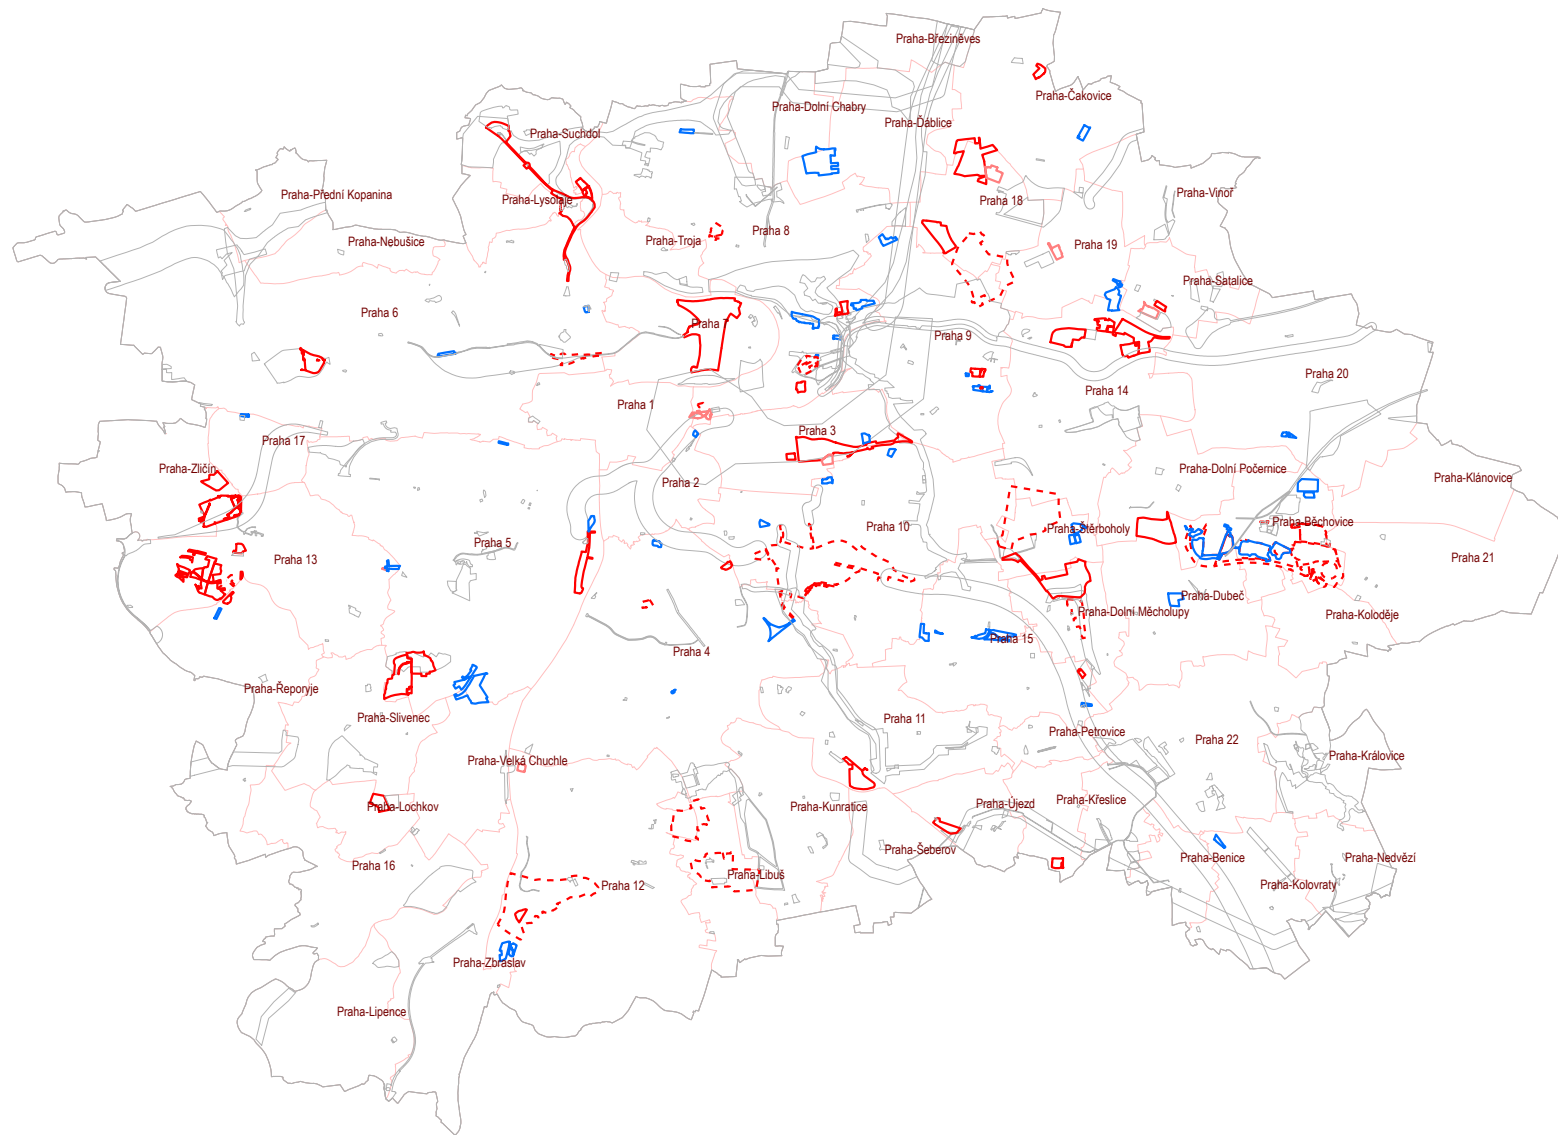 Praha-Březiněves
Praha-Čakovice
Praha-Dolní Chabry
Praha-Ďáblice
Praha-Suchdol
Praha-Přední Kopanina
Praha-Lysolaje
Praha-Vinoř
Praha 18
Praha-Nebušice
Praha-Troja
Praha 8
Praha 19
Praha-Satalice
Praha 6
Praha 7
Praha 9
Praha 20
Praha 14
Praha 1
Praha 3
Praha 17
Praha-Zličín
Praha-Dolní Počernice
Praha-Klánovice
Praha 2
Praha-Běchovice
Praha 10
Praha-Štěrboholy
Praha 5
Praha 13
Praha 21
Praha-Dubeč
Praha-Dolní Měcholupy
Praha-Koloděje
Praha 15
Praha 4
Praha-Řeporyje
Praha-Slivenec
Praha 11
Praha-Petrovice
Praha 22
Praha-Velká Chuchle
Praha-Královice
Praha-Lochkov
Praha-Kunratice
Praha-Újezd
Praha-Křeslice
Praha-Šeberov
Praha-Benice
Praha-Nedvězí
Praha 16
Praha-Libuš
Praha 12
Praha-Kolovraty
Praha-Zbraslav
Praha-Lipence